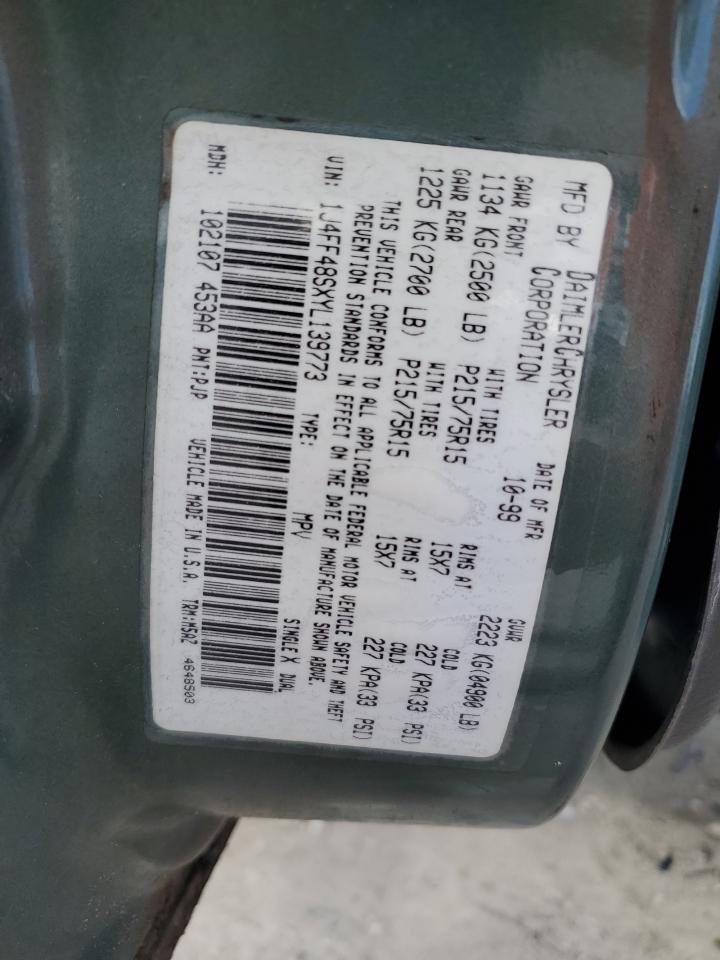 MFD BY DAIMLERCHRYSLER CORPORATION
DATE OF MFR 10-99
GVWR 2223 KG(04900 LB)
GAWR FRONT WITH TIRES RIMS AT COLD
1134 KG(2500 LB) P215/75R15 15X7 227 KPA(33 PSI)
GAWR REAR WITH TIRES RIMS AT COLD
1225 KG(2700 LB) P215/75R15 15X7 227 KPA(33 PSI)
THIS VEHICLE CONFORMS TO ALL APPLICABLE FEDERAL MOTOR VEHICLE SAFETY AND THEFT
PREVENTION STANDARDS IN EFFECT ON THE DATE OF MANUFACTURE SHOWN ABOVE.
VIN: 1J4FF48SXYL139773 TYPE: MPV SINGLE X DUAL
MDH: 102107 453AA PNT:PJP VEHICLE MADE IN U.S.A. TRM:M5AZ 4648503